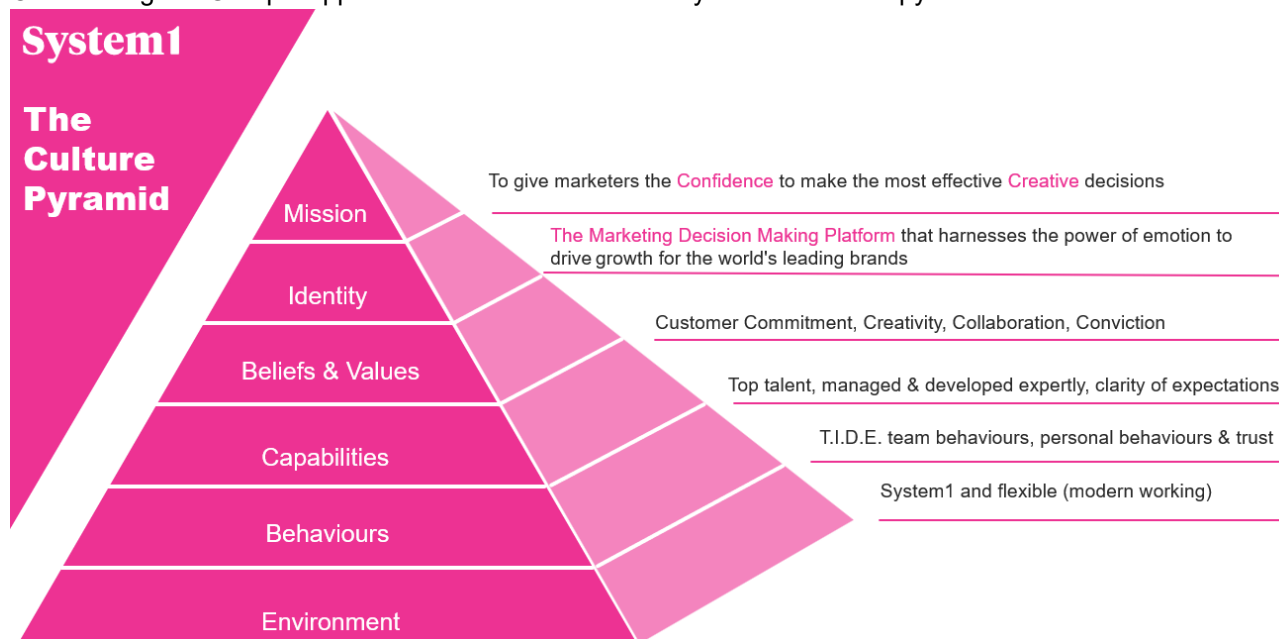 System1
The
Culture
Pyramid
Mission
To give marketers the Confidence to make the most effective Creative decisions
Identity
The Marketing Decision Making Platform that harnesses the power of emotion to
drive growth for the world's leading brands
Beliefs & Values
Customer Commitment, Creativity, Collaboration, Conviction
Capabilities
Top talent, managed & developed expertly, clarity of expectations
Behaviours
T.I.D.E. team behaviours, personal behaviours & trust
Environment
System1 and flexible (modern working)